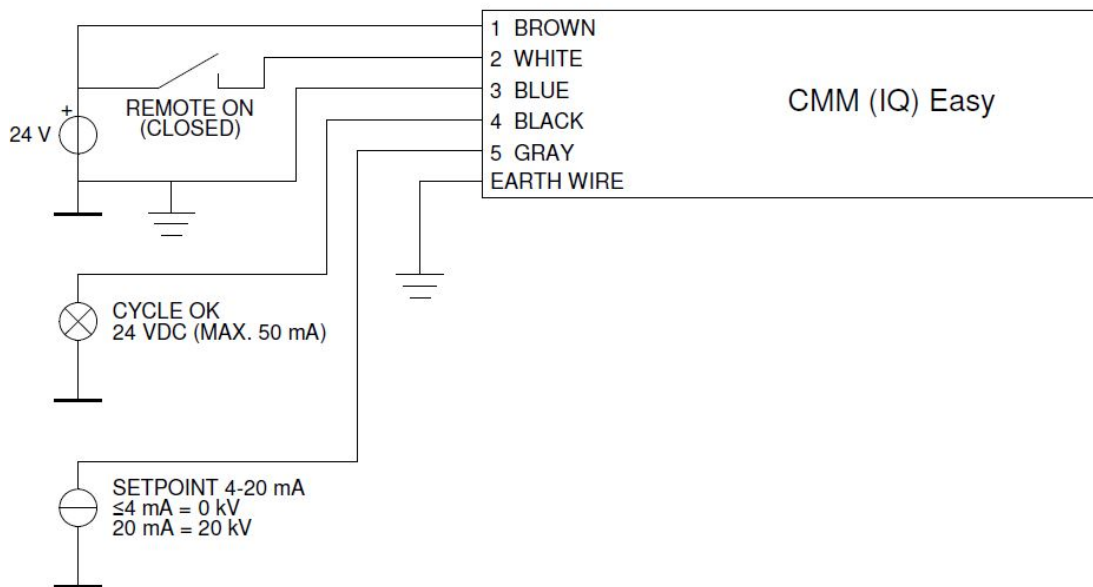 1 BROWN
2 WHITE
3 BLUE
4 BLACK
5 GRAY
EARTH WIRE
CMM (IQ) Easy
REMOTE ON
(CLOSED)
+
24 V
CYCLE OK
24 VDC (MAX. 50 mA)
SETPOINT 4-20 mA
≤4 mA = 0 kV
20 mA = 20 kV